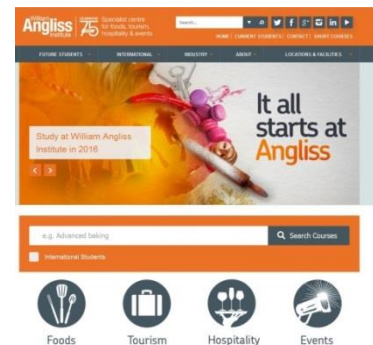 William
Angliss
Institute
75
Specialist centre
for foods, tourism,
hospitality & events
Search...
HOME | CURRENT STUDENTS | CONTACT | SHORT COURSES
FUTURE STUDENTS
INTERNATIONAL
INDUSTRY
ABOUT
LOCATIONS & FACILITIES
It all
starts at
Angliss
Study at William Angliss
Institute in 2016
e.g. Advanced baking
Search Courses
International Students
Foods
Tourism
Hospitality
Events